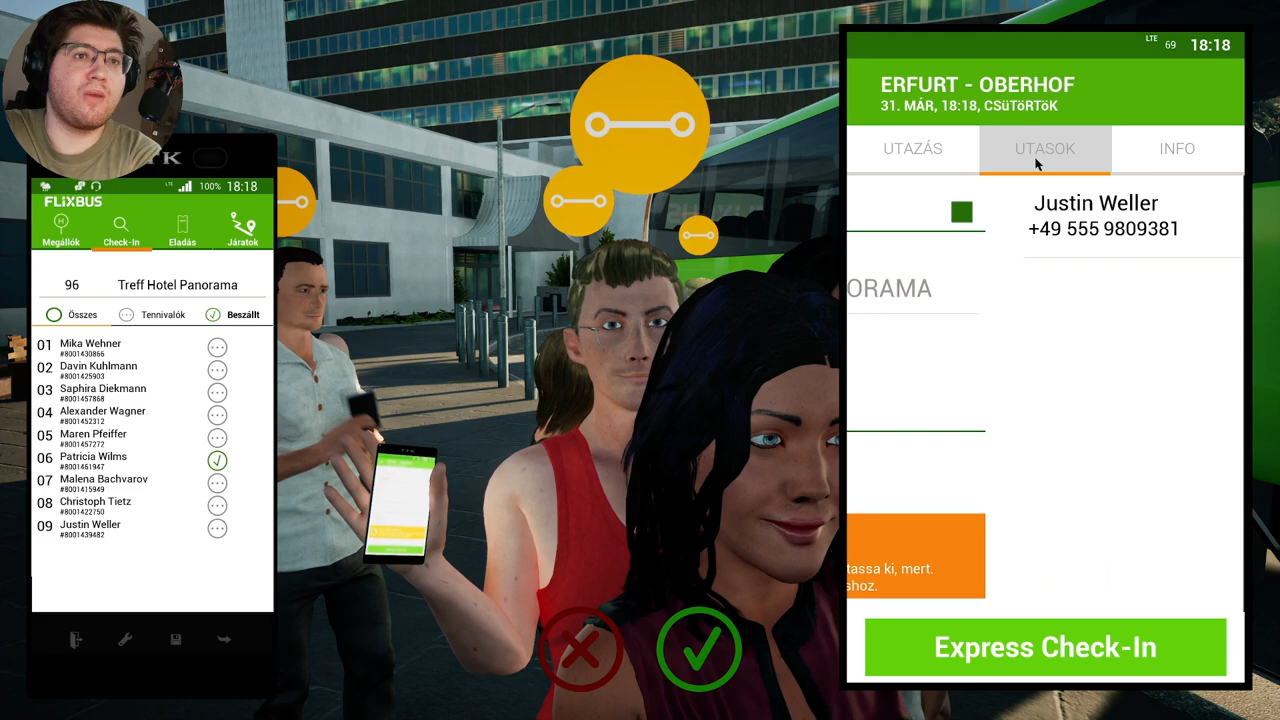 TK
LTE 100% 18:18
FLiXBUS
Megállók Check-In Eladás Járatok
96 Treff Hotel Panorama
Összes Tennivalók Beszállt
01 Mika Wehner
#8001430866
02 Davin Kuhlmann
#8001425903
03 Saphira Diekmann
#8001457868
04 Alexander Wagner
#8001452312
05 Maren Pfeiffer
#8001457272
06 Patricia Wilms
#8001461947
07 Malena Bachvarov
#8001415949
08 Christoph Tietz
#8001422750
09 Justin Weller
#8001439482
LTE 69 18:18
ERFURT - OBERHOF
31. MÁR, 18:18, CSüTöRTöK
UTAZÁS UTASOK INFO
Justin Weller
+49 555 9809381
ORAMA
tassa ki, mert.
shoz.
Express Check-In